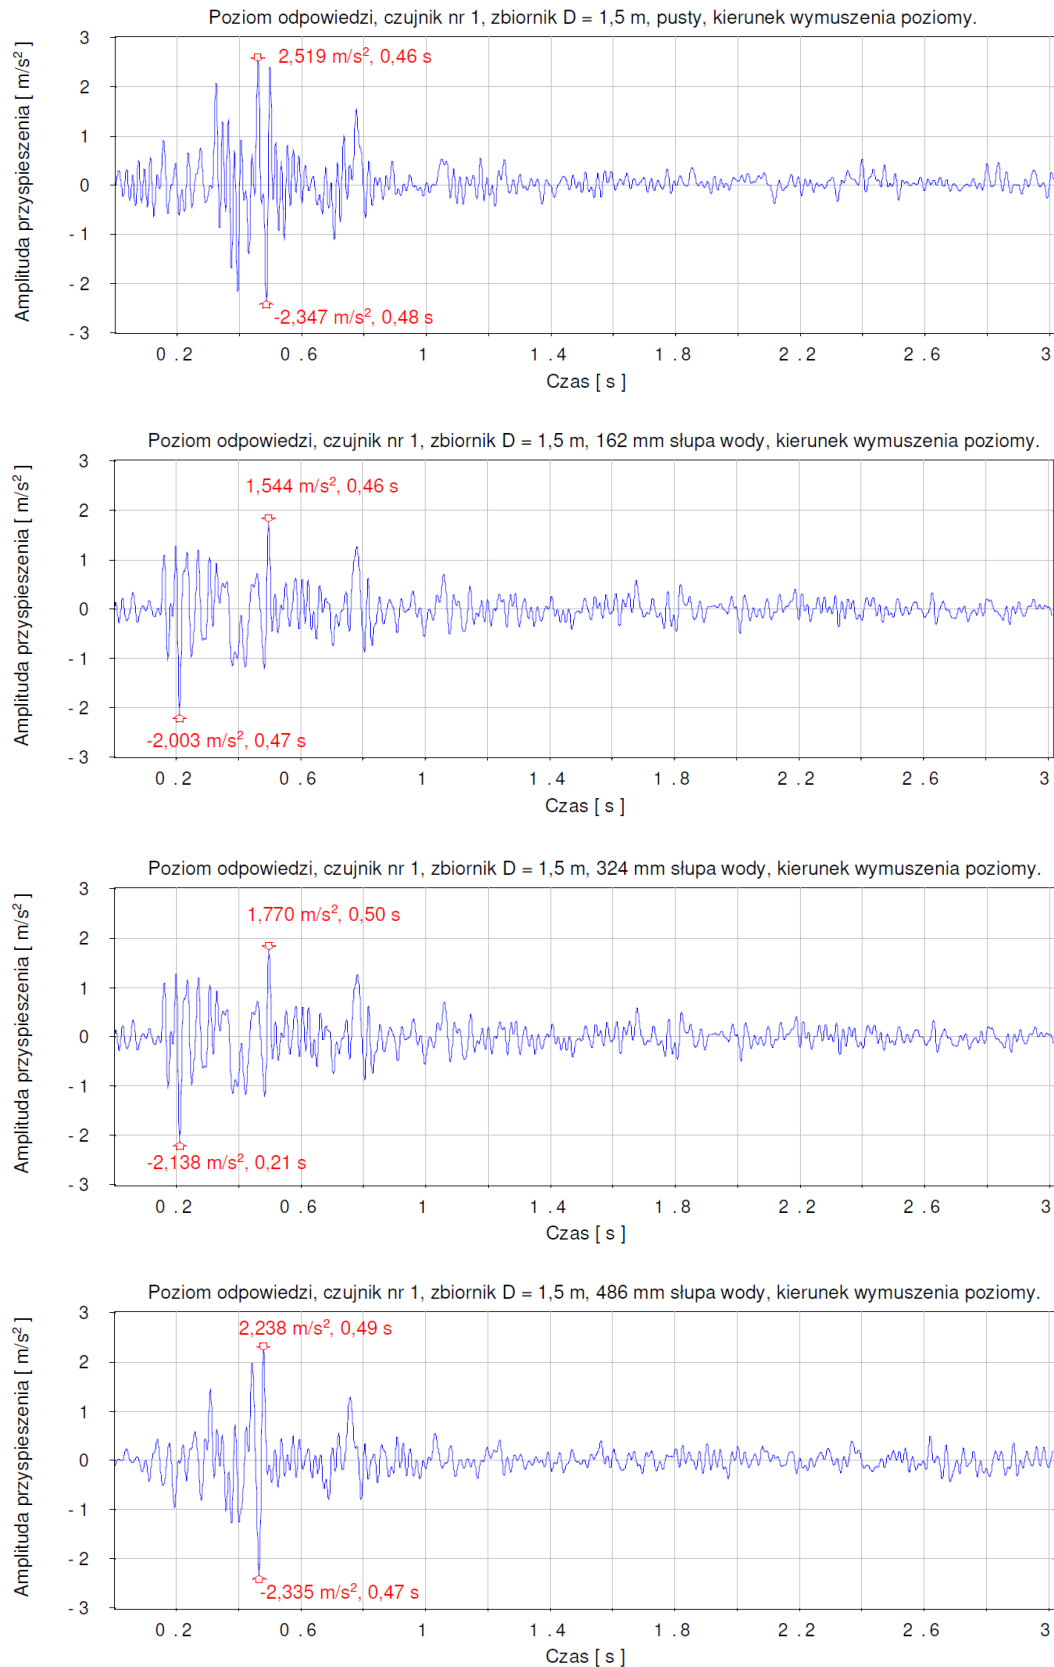 Poziom odpowiedzi, czujnik nr 1, zbiornik D = 1,5 m, pusty, kierunek wymuszenia poziomy.
Amplituda przyspieszenia [ m/s² ]
3
2
1
0
- 1
- 2
- 3
2,519 m/s², 0,46 s
-2,347 m/s², 0,48 s
0 . 2 0 . 6 1 1 . 4 1 . 8 2 . 2 2 . 6 3
Czas [ s ]
Poziom odpowiedzi, czujnik nr 1, zbiornik D = 1,5 m, 162 mm słupa wody, kierunek wymuszenia poziomy.
Amplituda przyspieszenia [ m/s² ]
3
2
1
0
- 1
- 2
- 3
1,544 m/s², 0,46 s
-2,003 m/s², 0,47 s
0 . 2 0 . 6 1 1 . 4 1 . 8 2 . 2 2 . 6 3
Czas [ s ]
Poziom odpowiedzi, czujnik nr 1, zbiornik D = 1,5 m, 324 mm słupa wody, kierunek wymuszenia poziomy.
Amplituda przyspieszenia [ m/s² ]
3
2
1
0
- 1
- 2
- 3
1,770 m/s², 0,50 s
-2,138 m/s², 0,21 s
0 . 2 0 . 6 1 1 . 4 1 . 8 2 . 2 2 . 6 3
Czas [ s ]
Poziom odpowiedzi, czujnik nr 1, zbiornik D = 1,5 m, 486 mm słupa wody, kierunek wymuszenia poziomy.
Amplituda przyspieszenia [ m/s² ]
3
2
1
0
- 1
- 2
- 3
2,238 m/s², 0,49 s
-2,335 m/s², 0,47 s
0 . 2 0 . 6 1 1 . 4 1 . 8 2 . 2 2 . 6 3
Czas [ s ]